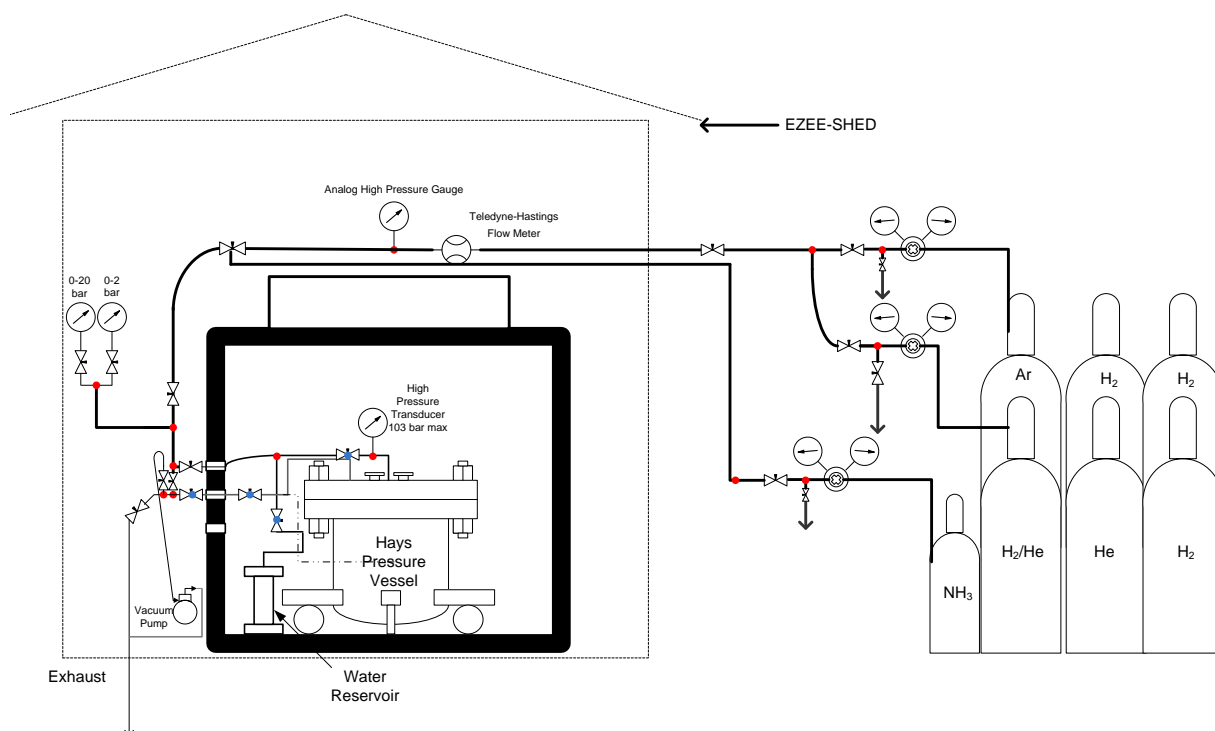 EZEE-SHED
Analog High Pressure Gauge
Teledyne-Hastings
Flow Meter
0-20
bar
0-2
bar
High
Pressure
Transducer
103 bar max
Ar
H₂
H₂
Hays
Pressure
Vessel
H₂/He
He
H₂
NH₃
Vacuum
Pump
Exhaust
Water
Reservoir